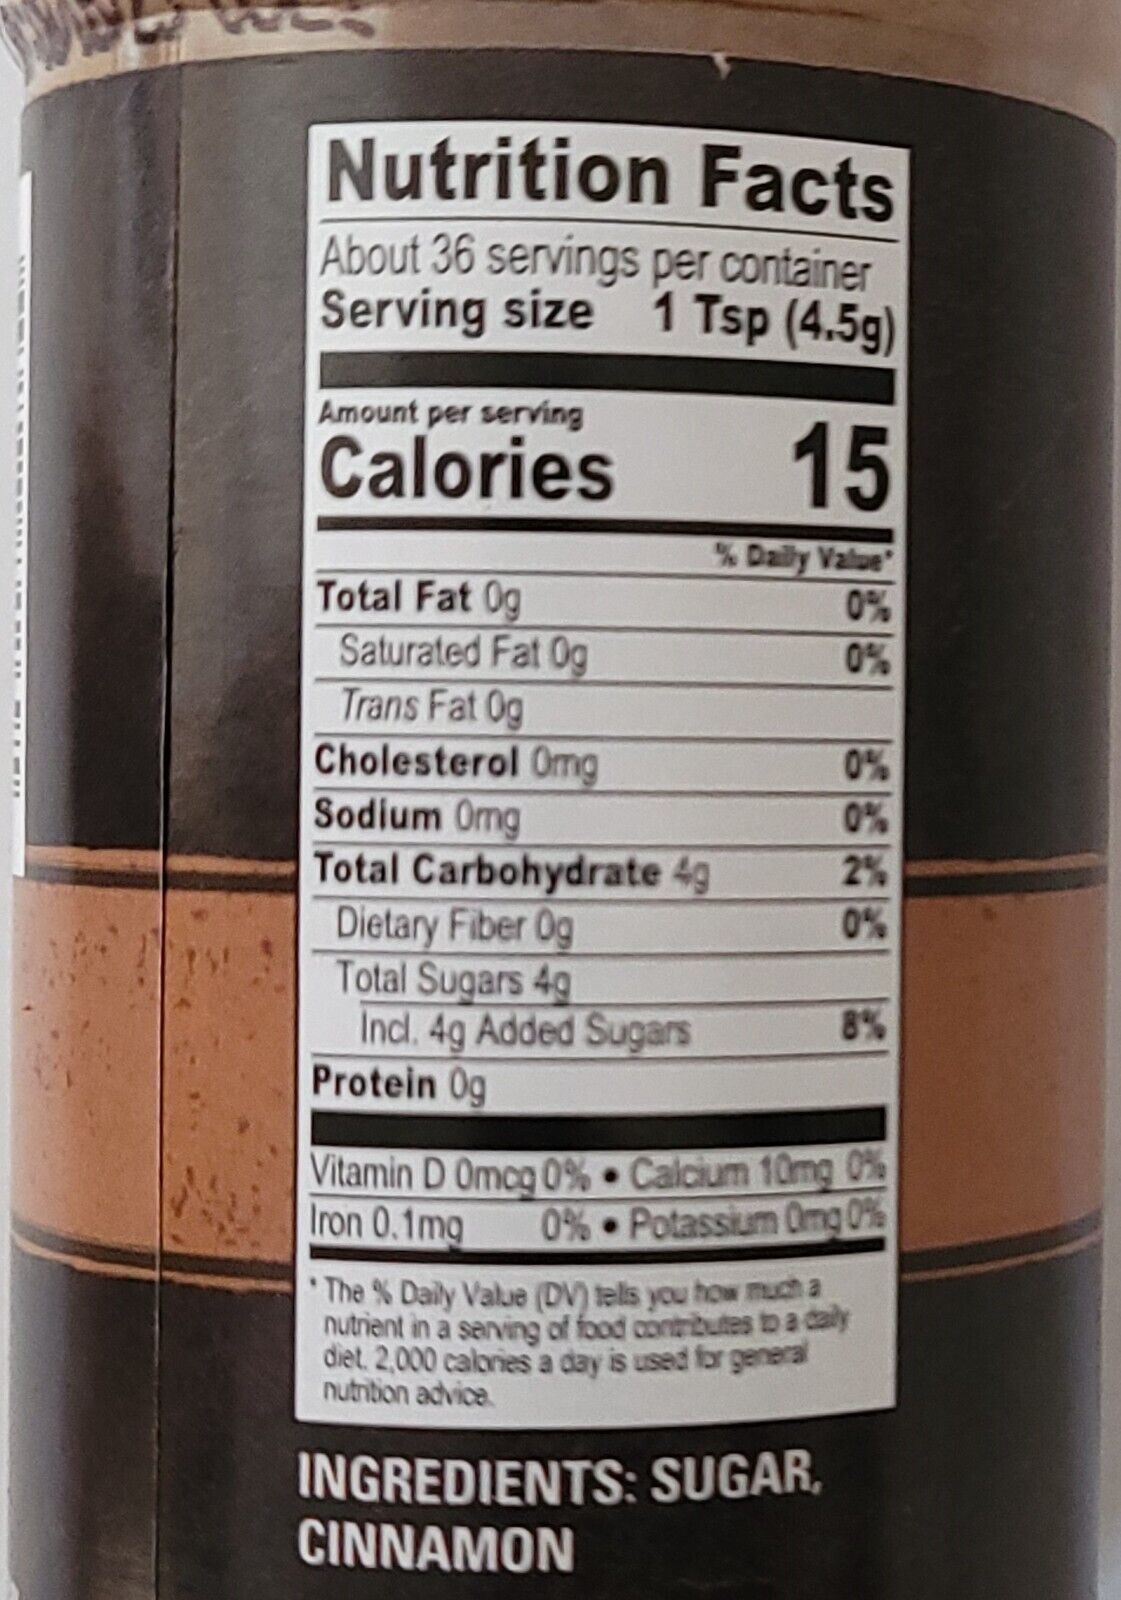 Nutrition Facts
About 36 servings per container
Serving size 1 Tsp (4.5g)
Amount per serving
Calories 15
% Daily Value*
Total Fat 0g 0%
Saturated Fat 0g 0%
Trans Fat 0g
Cholesterol 0mg 0%
Sodium 0mg 0%
Total Carbohydrate 4g 2%
Dietary Fiber 0g 0%
Total Sugars 4g
Incl. 4g Added Sugars 8%
Protein 0g
Vitamin D 0mcg 0% • Calcium 10mg 0%
Iron 0.1mg 0% • Potassium 0mg 0%
* The % Daily Value (DV) tells you how much a
nutrient in a serving of food contributes to a daily
diet. 2,000 calories a day is used for general
nutrition advice.
INGREDIENTS: SUGAR,
CINNAMON